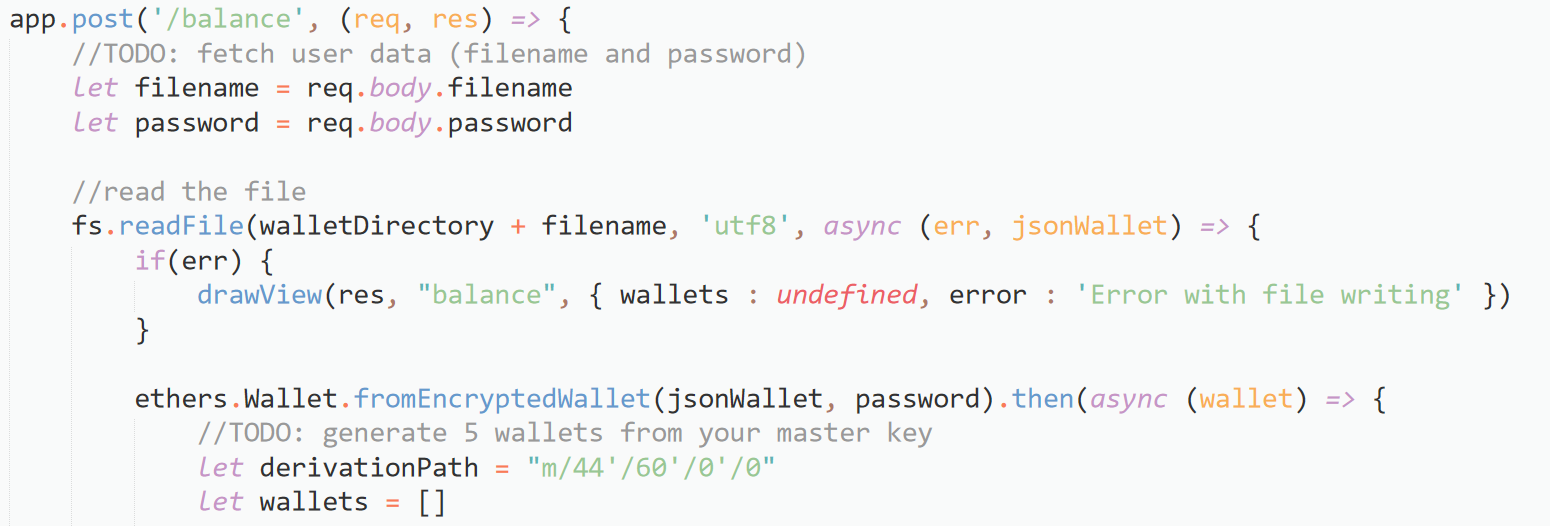 app.post('/balance', (req, res) => {
//TODO: fetch user data (filename and password)
let filename = req.body.filename
let password = req.body.password
//read the file
fs.readFile(walletDirectory + filename, 'utf8', async (err, jsonWallet) => {
if(err) {
drawView(res, "balance", { wallets : undefined, error : 'Error with file writing' })
}
ethers.Wallet.fromEncryptedWallet(jsonWallet, password).then(async (wallet) => {
//TODO: generate 5 wallets from your master key
let derivationPath = "m/44'/60'/0'/0"
let wallets = []